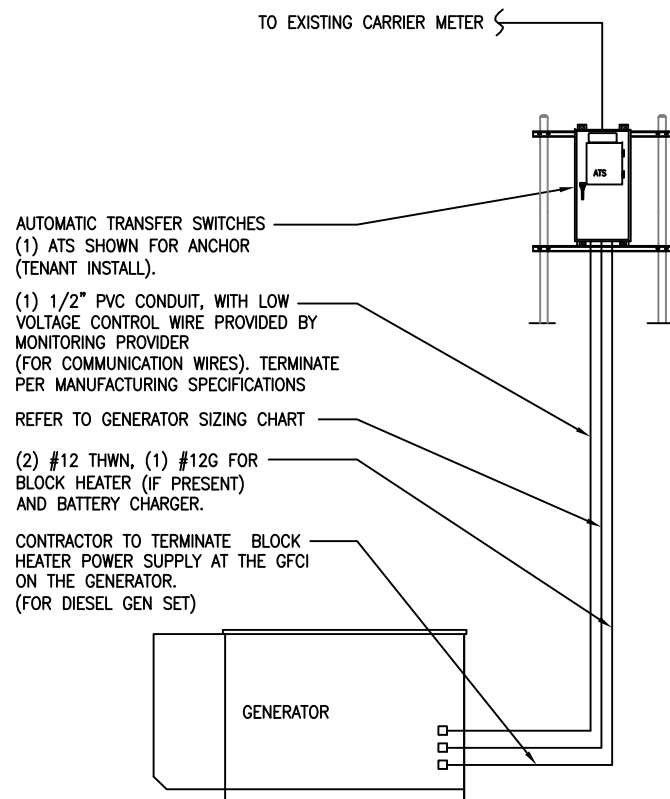 TO EXISTING CARRIER METER
ATS
AUTOMATIC TRANSFER SWITCHES
(1) ATS SHOWN FOR ANCHOR
(TENANT INSTALL).
(1) 1/2" PVC CONDUIT, WITH LOW
VOLTAGE CONTROL WIRE PROVIDED BY
MONITORING PROVIDER
(FOR COMMUNICATION WIRES). TERMINATE
PER MANUFACTURING SPECIFICATIONS
REFER TO GENERATOR SIZING CHART
(2) #12 THWN, (1) #12G FOR
BLOCK HEATER (IF PRESENT)
AND BATTERY CHARGER.
CONTRACTOR TO TERMINATE BLOCK
HEATER POWER SUPPLY AT THE GFCI
ON THE GENERATOR.
(FOR DIESEL GEN SET)
GENERATOR